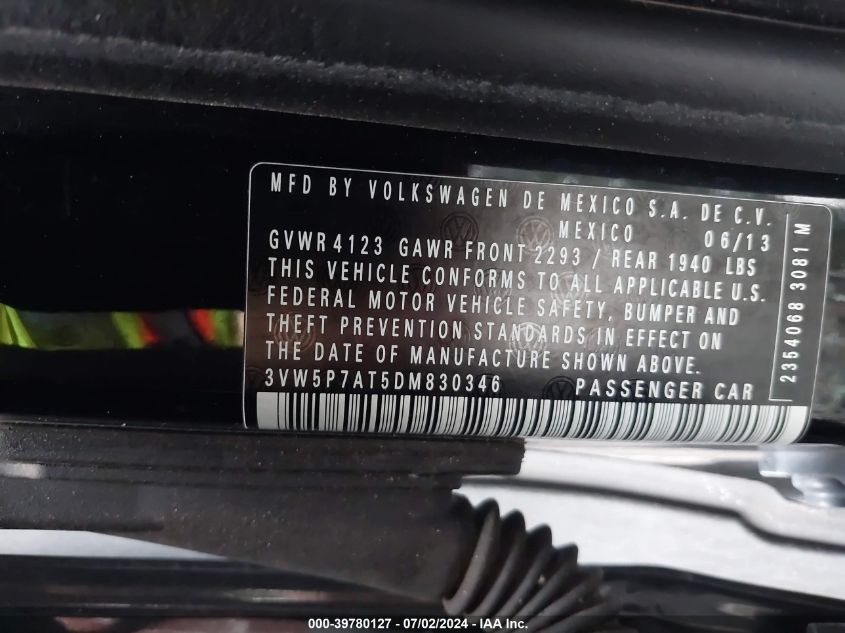 MFD BY VOLKSWAGEN DE MEXICO S.A. DE C.V.
MEXICO 06/13
GVWR 4123 GAWR FRONT 2293 / REAR 1940 LBS
THIS VEHICLE CONFORMS TO ALL APPLICABLE U.S.
FEDERAL MOTOR VEHICLE SAFETY, BUMPER AND
THEFT PREVENTION STANDARDS IN EFFECT ON
THE DATE OF MANUFACTURE SHOWN ABOVE.
3VW5P7AT5DM830346 PASSENGER CAR
2354068 3081 M
000-39780127 - 07/02/2024 - IAA Inc.